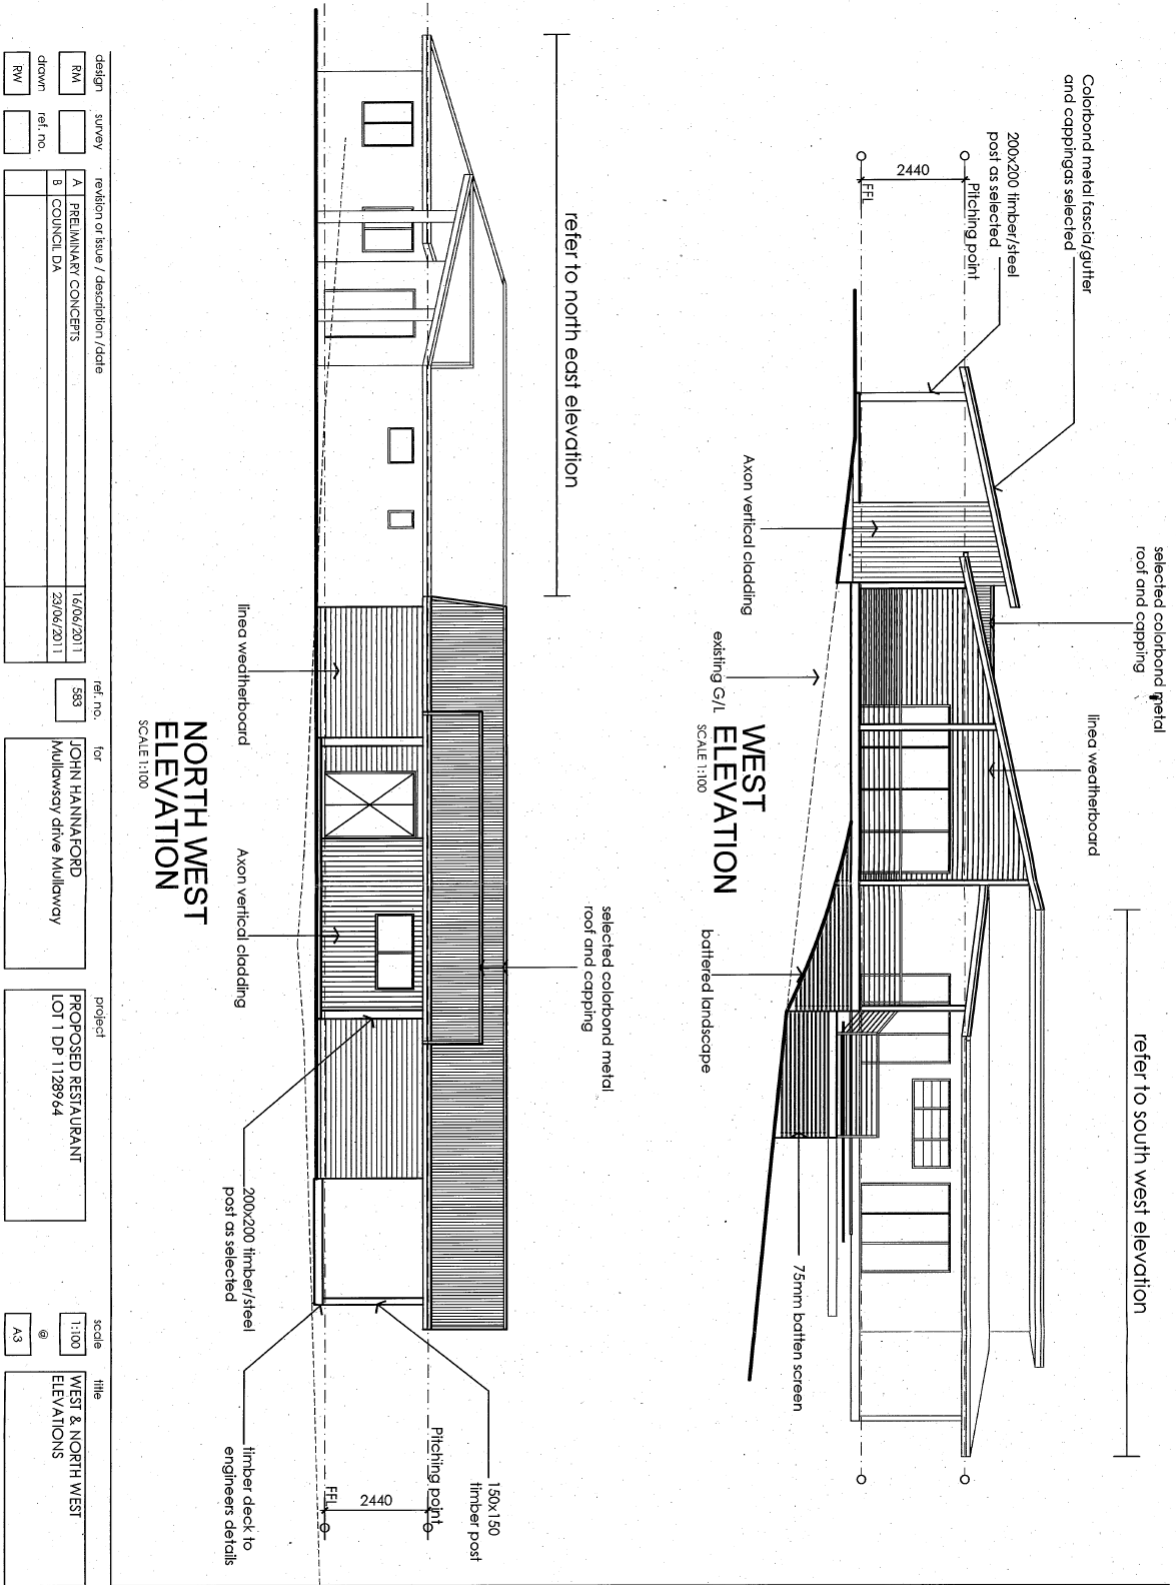 selected colorbond metal
roof and capping
Colorbond metal fascia/gutter
and cappingas selected
200x200 timber/steel
post as selected
linea weatherboard
refer to south west elevation
Pitching point
2440
FFL
Axon vertical cladding
existing G/L
WEST
ELEVATION
SCALE 1:100
battered landscape
75mm batten screen
refer to north east elevation
selected colorbond metal
roof and capping
150x150
timber post
Pitching point
2440
FFL
linea weatherboard
Axon vertical cladding
200x200 timber/steel
post as selected
timber deck to
engineers details
NORTH WEST
ELEVATION
SCALE 1:100
design
RM
survey
drawn
RW
ref. no.
revision or issue / description /date
A PRELIMINARY CONCEPTS 16/06/2011
B COUNCIL DA 23/06/2011
ref. no.
583
for
JOHN HANNAFORD
Mullawsay drive Mullaway
project
PROPOSED RESTAURANT
LOT 1 DP 1128964
scale
1:100
@
A3
title
WEST & NORTH WEST
ELEVATIONS